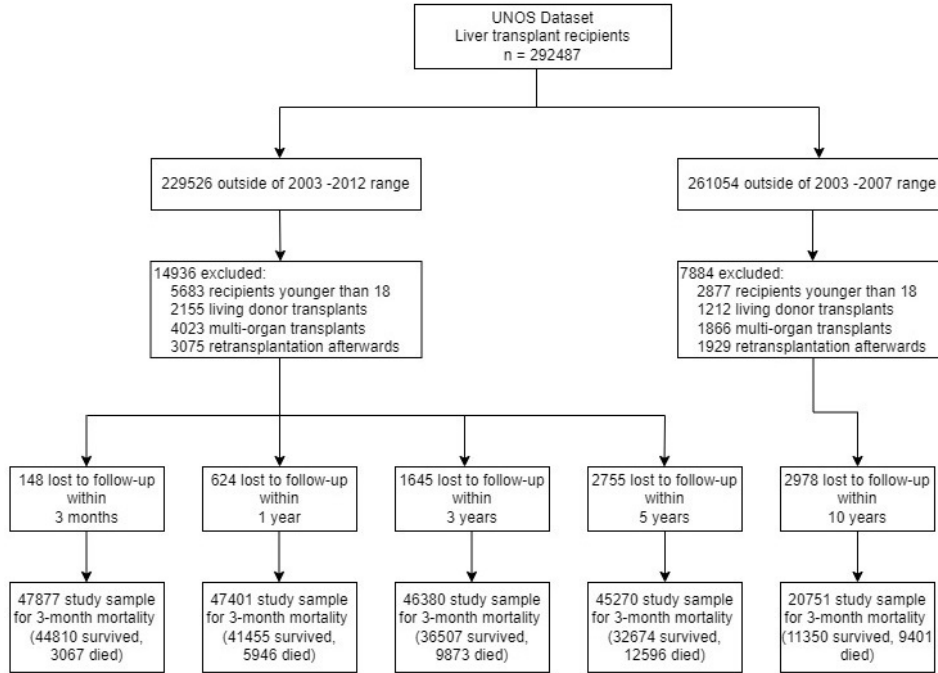 UNOS Dataset
Liver transplant recipients
n = 292487
229526 outside of 2003 -2012 range
261054 outside of 2003 -2007 range
14936 excluded:
5683 recipients younger than 18
2155 living donor transplants
4023 multi-organ transplants
3075 retransplantation afterwards
7884 excluded:
2877 recipients younger than 18
1212 living donor transplants
1866 multi-organ transplants
1929 retransplantation afterwards
148 lost to follow-up
within
3 months
624 lost to follow-up
within
1 year
1645 lost to follow-up
within
3 years
2755 lost to follow-up
within
5 years
2978 lost to follow-up
within
10 years
47877 study sample
for 3-month mortality
(44810 survived,
3067 died)
47401 study sample
for 3-month mortality
(41455 survived,
5946 died)
46380 study sample
for 3-month mortality
(36507 survived,
9873 died)
45270 study sample
for 3-month mortality
(32674 survived,
12596 died)
20751 study sample
for 3-month mortality
(11350 survived, 9401
died)